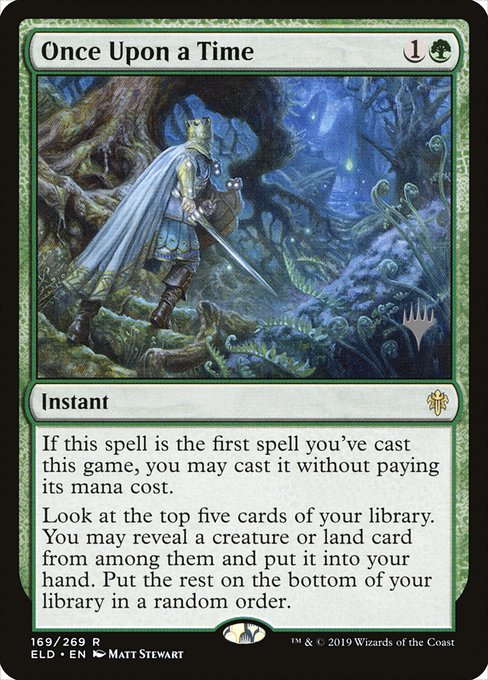 Once Upon a Time 1
Instant
If this spell is the first spell you've cast
this game, you may cast it without paying
its mana cost.
Look at the top five cards of your library.
You may reveal a creature or land card
from among them and put it into your
hand. Put the rest on the bottom of your
library in a random order.
169/269 R
ELD • EN Matt Stewart
™ & © 2019 Wizards of the Coast